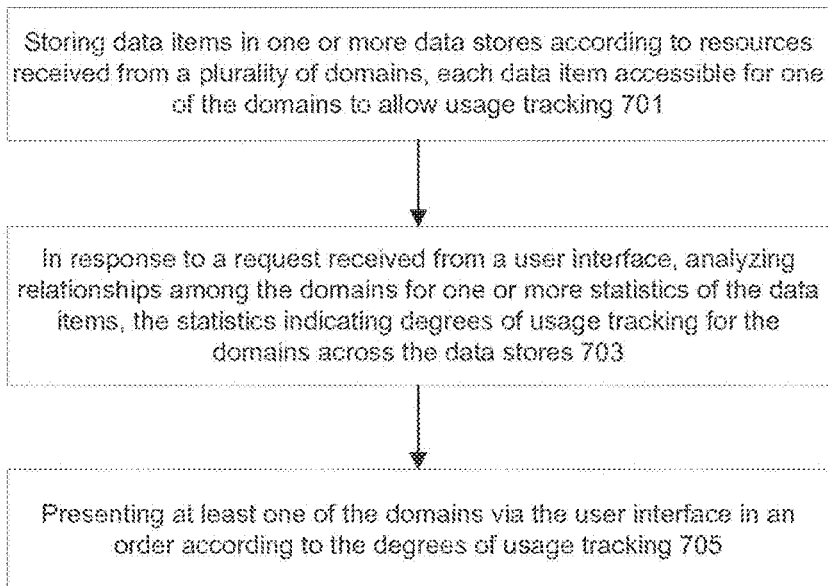 Storing data items in one or more data stores according to resources
received from a plurality of domains, each data item accessible for one
of the domains to allow usage tracking 701
In response to a request received from a user interface, analyzing
relationships among the domains for one or more statistics of the data
items, the statistics indicating degrees of usage tracking for the
domains across the data stores 703
Presenting at least one of the domains via the user interface in an
order according to the degrees of usage tracking 705